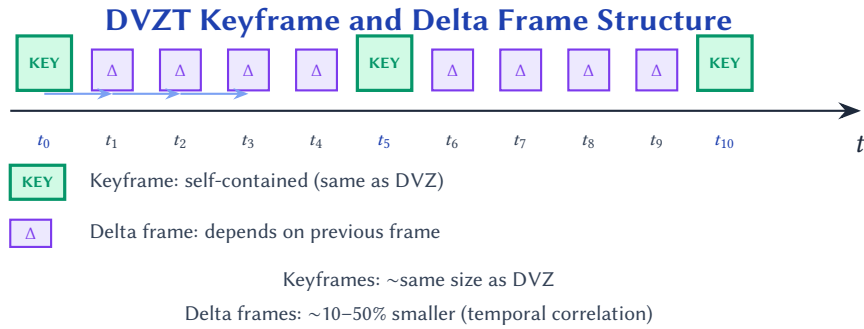 DVZT Keyframe and Delta Frame Structure
KEY Δ Δ Δ Δ KEY Δ Δ Δ Δ KEY
t₀ t₁ t₂ t₃ t₄ t₅ t₆ t₇ t₈ t₉ t₁₀ t
KEY Keyframe: self-contained (same as DVZ)
Δ Delta frame: depends on previous frame
Keyframes: ~same size as DVZ
Delta frames: ~10–50% smaller (temporal correlation)